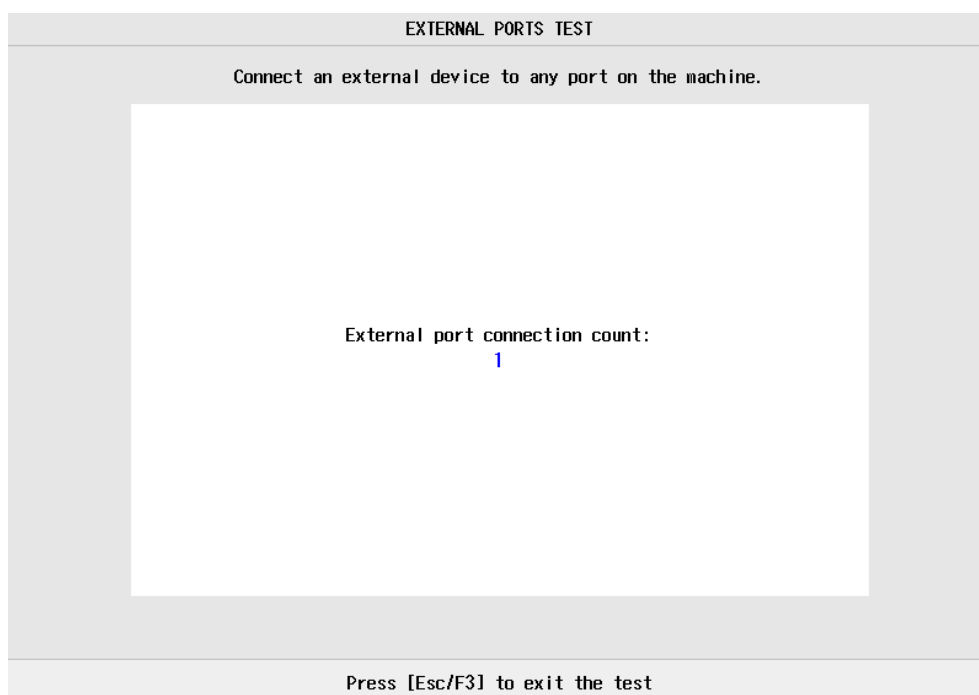 EXTERNAL PORTS TEST
Connect an external device to any port on the machine.
External port connection count:
1
Press [Esc/F3] to exit the test